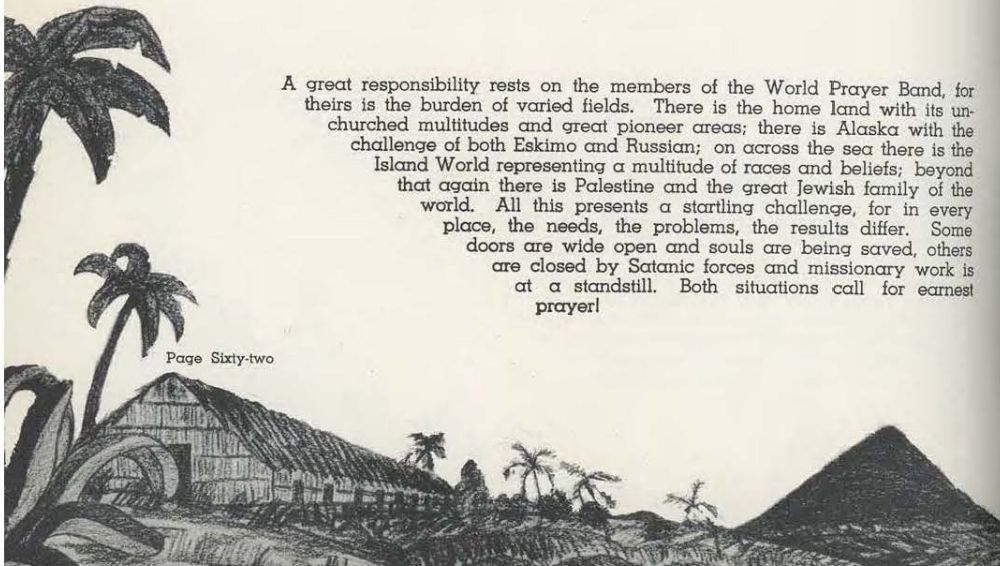 A great responsibility rests on the members of the World Prayer Band, for
theirs is the burden of varied fields. There is the home land with its un-
churched multitudes and great pioneer areas; there is Alaska with the
challenge of both Eskimo and Russian; on across the sea there is the
Island World representing a multitude of races and beliefs; beyond
that again there is Palestine and the great Jewish family of the
world. All this presents a startling challenge, for in every
place, the needs, the problems, the results differ. Some
doors are wide open and souls are being saved, others
are closed by Satanic forces and missionary work is
at a standstill. Both situations call for earnest
prayer!
Page Sixty-two